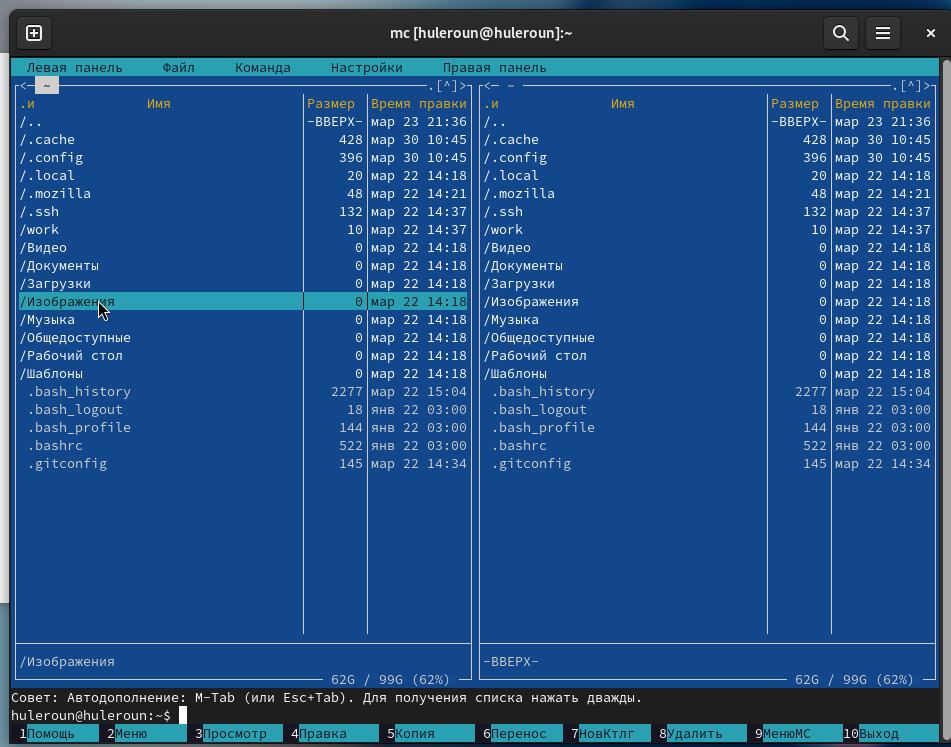 mc [huleroun@huleroun]:~
Левая панель Файл Команда Настройки Правая панель
<─ ~ ─.[^]>
.и Имя Размер Время правки
/.. -ВВЕРХ- мар 23 21:36
/.cache 428 мар 30 10:45
/.config 396 мар 30 10:45
/.local 20 мар 22 14:18
/.mozilla 48 мар 22 14:21
/.ssh 132 мар 22 14:37
/work 10 мар 22 14:37
/Видео 0 мар 22 14:18
/Документы 0 мар 22 14:18
/Загрузки 0 мар 22 14:18
/Изображения 0 мар 22 14:18
/Музыка 0 мар 22 14:18
/Общедоступные 0 мар 22 14:18
/Рабочий стол 0 мар 22 14:18
/Шаблоны 0 мар 22 14:18
.bash_history 2277 мар 22 15:04
.bash_logout 18 янв 22 03:00
.bash_profile 144 янв 22 03:00
.bashrc 522 янв 22 03:00
.gitconfig 145 мар 22 14:34
/Изображения
62G / 99G (62%)
<─ ~ ─.[^]>
.и Имя Размер Время правки
/.. -ВВЕРХ- мар 23 21:36
/.cache 428 мар 30 10:45
/.config 396 мар 30 10:45
/.local 20 мар 22 14:18
/.mozilla 48 мар 22 14:21
/.ssh 132 мар 22 14:37
/work 10 мар 22 14:37
/Видео 0 мар 22 14:18
/Документы 0 мар 22 14:18
/Загрузки 0 мар 22 14:18
/Изображения 0 мар 22 14:18
/Музыка 0 мар 22 14:18
/Общедоступные 0 мар 22 14:18
/Рабочий стол 0 мар 22 14:18
/Шаблоны 0 мар 22 14:18
.bash_history 2277 мар 22 15:04
.bash_logout 18 янв 22 03:00
.bash_profile 144 янв 22 03:00
.bashrc 522 янв 22 03:00
.gitconfig 145 мар 22 14:34
-ВВЕРХ-
62G / 99G (62%)
Совет: Автодополнение: M-Tab (или Esc+Tab). Для получения списка нажать дважды.
huleroun@huleroun:~$
1Помощь 2Меню 3Просмотр 4Правка 5Копия 6Перенос 7НовКтлг 8Удалить 9МенюМС 10Выход